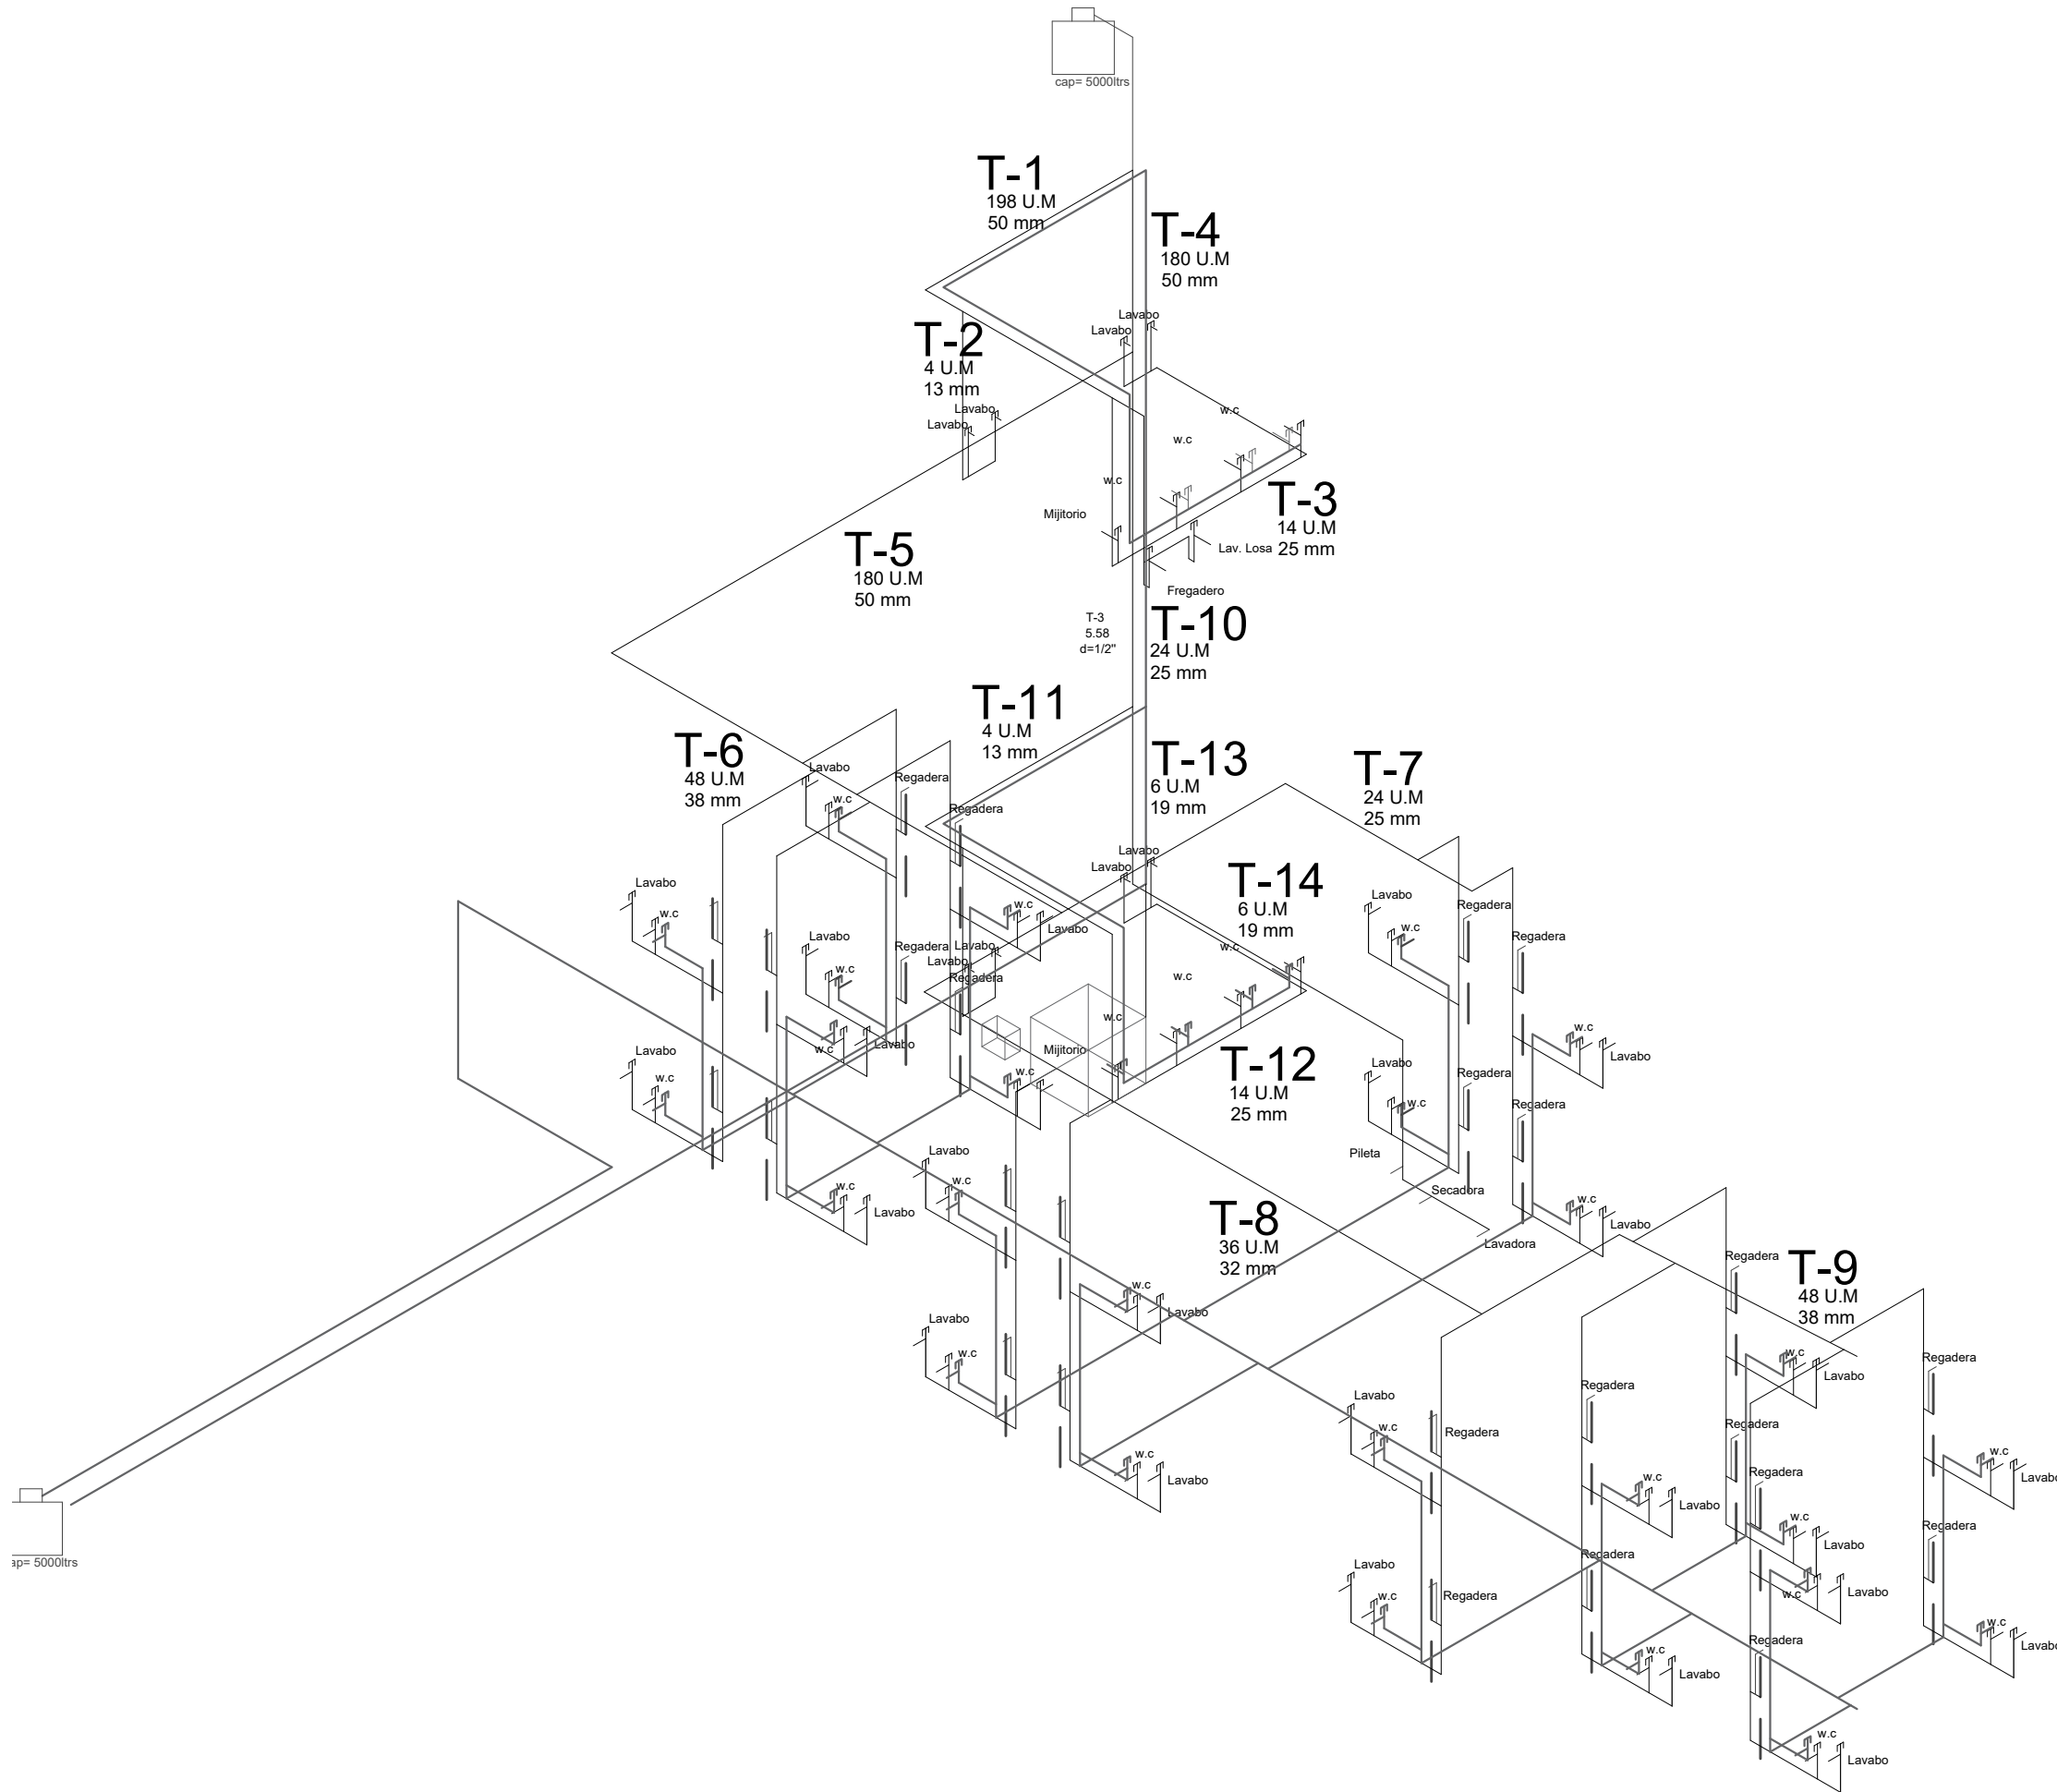 cap= 5000ltrs
T-1
198 U.M
50 mm
T-4
180 U.M
50 mm
Lavabo
Lavabo
T-2
4 U.M
13 mm
Lavabo
Lavabo
w.c
w.c
w.c
T-3
14 U.M
25 mm
Mijitorio
Lav. Losa
Fregadero
T-5
180 U.M
50 mm
T-3
5.58
d=1/2"
T-10
24 U.M
25 mm
T-11
4 U.M
13 mm
T-6
48 U.M
38 mm
T-13
6 U.M
19 mm
T-7
24 U.M
25 mm
Lavabo
w.c
Regadera
Regadera
Lavabo
Lavabo
T-14
6 U.M
19 mm
Lavabo
w.c
Lavabo
w.c
Regadera
Regadera
w.c
Lavabo
Lavabo
w.c
Regadera
Lavabo
Lavabo
Regadera
w.c
w.c
w.c
Mijitorio
w.c
Lavabo
w.c
Lavabo
Lavabo
w.c
T-12
14 U.M
25 mm
Lavabo
w.c
Regadera
Regadera
w.c
Pileta
Secadora
Lavadora
w.c
Lavabo
w.c
Lavabo
Lavabo
w.c
T-8
36 U.M
32 mm
T-9
48 U.M
38 mm
Regadera
w.c
Lavabo
Lavabo
w.c
w.c
Lavabo
Regadera
w.c
Lavabo
Regadera
Lavabo
w.c
Regadera
Regadera
Regadera
w.c
Lavabo
w.c
Lavabo
Regadera
w.c
Lavabo
Regadera
ap= 5000ltrs
Lavabo
w.c
Regadera
Regadera
w.c
Lavabo
w.c
Lavabo
w.c
Lavabo
Regadera
w.c
Lavabo